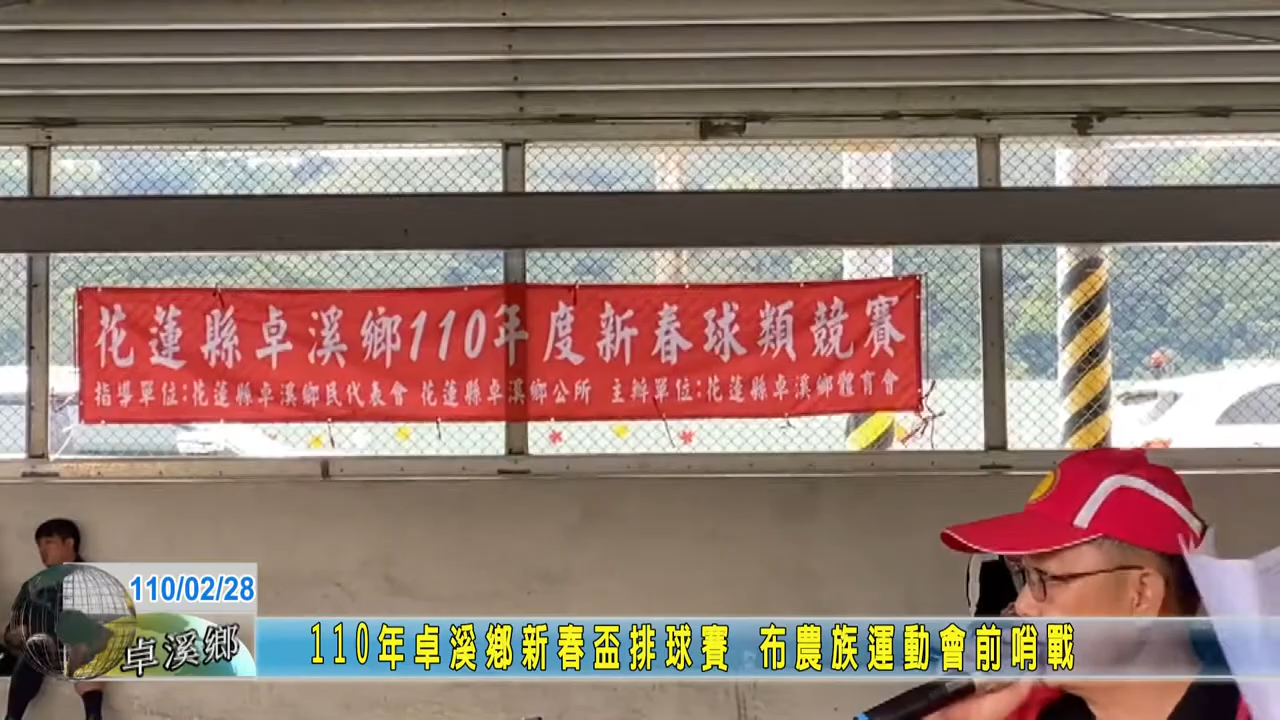 花蓮縣卓溪鄉110年度新春球類競賽
指導單位:花蓮縣卓溪鄉民代表會 花蓮縣卓溪鄉公所 主辦單位:花蓮縣卓溪鄉體育會
110/02/28
卓溪鄉
110年卓溪鄉新春盃排球賽 布農族運動會前哨戰